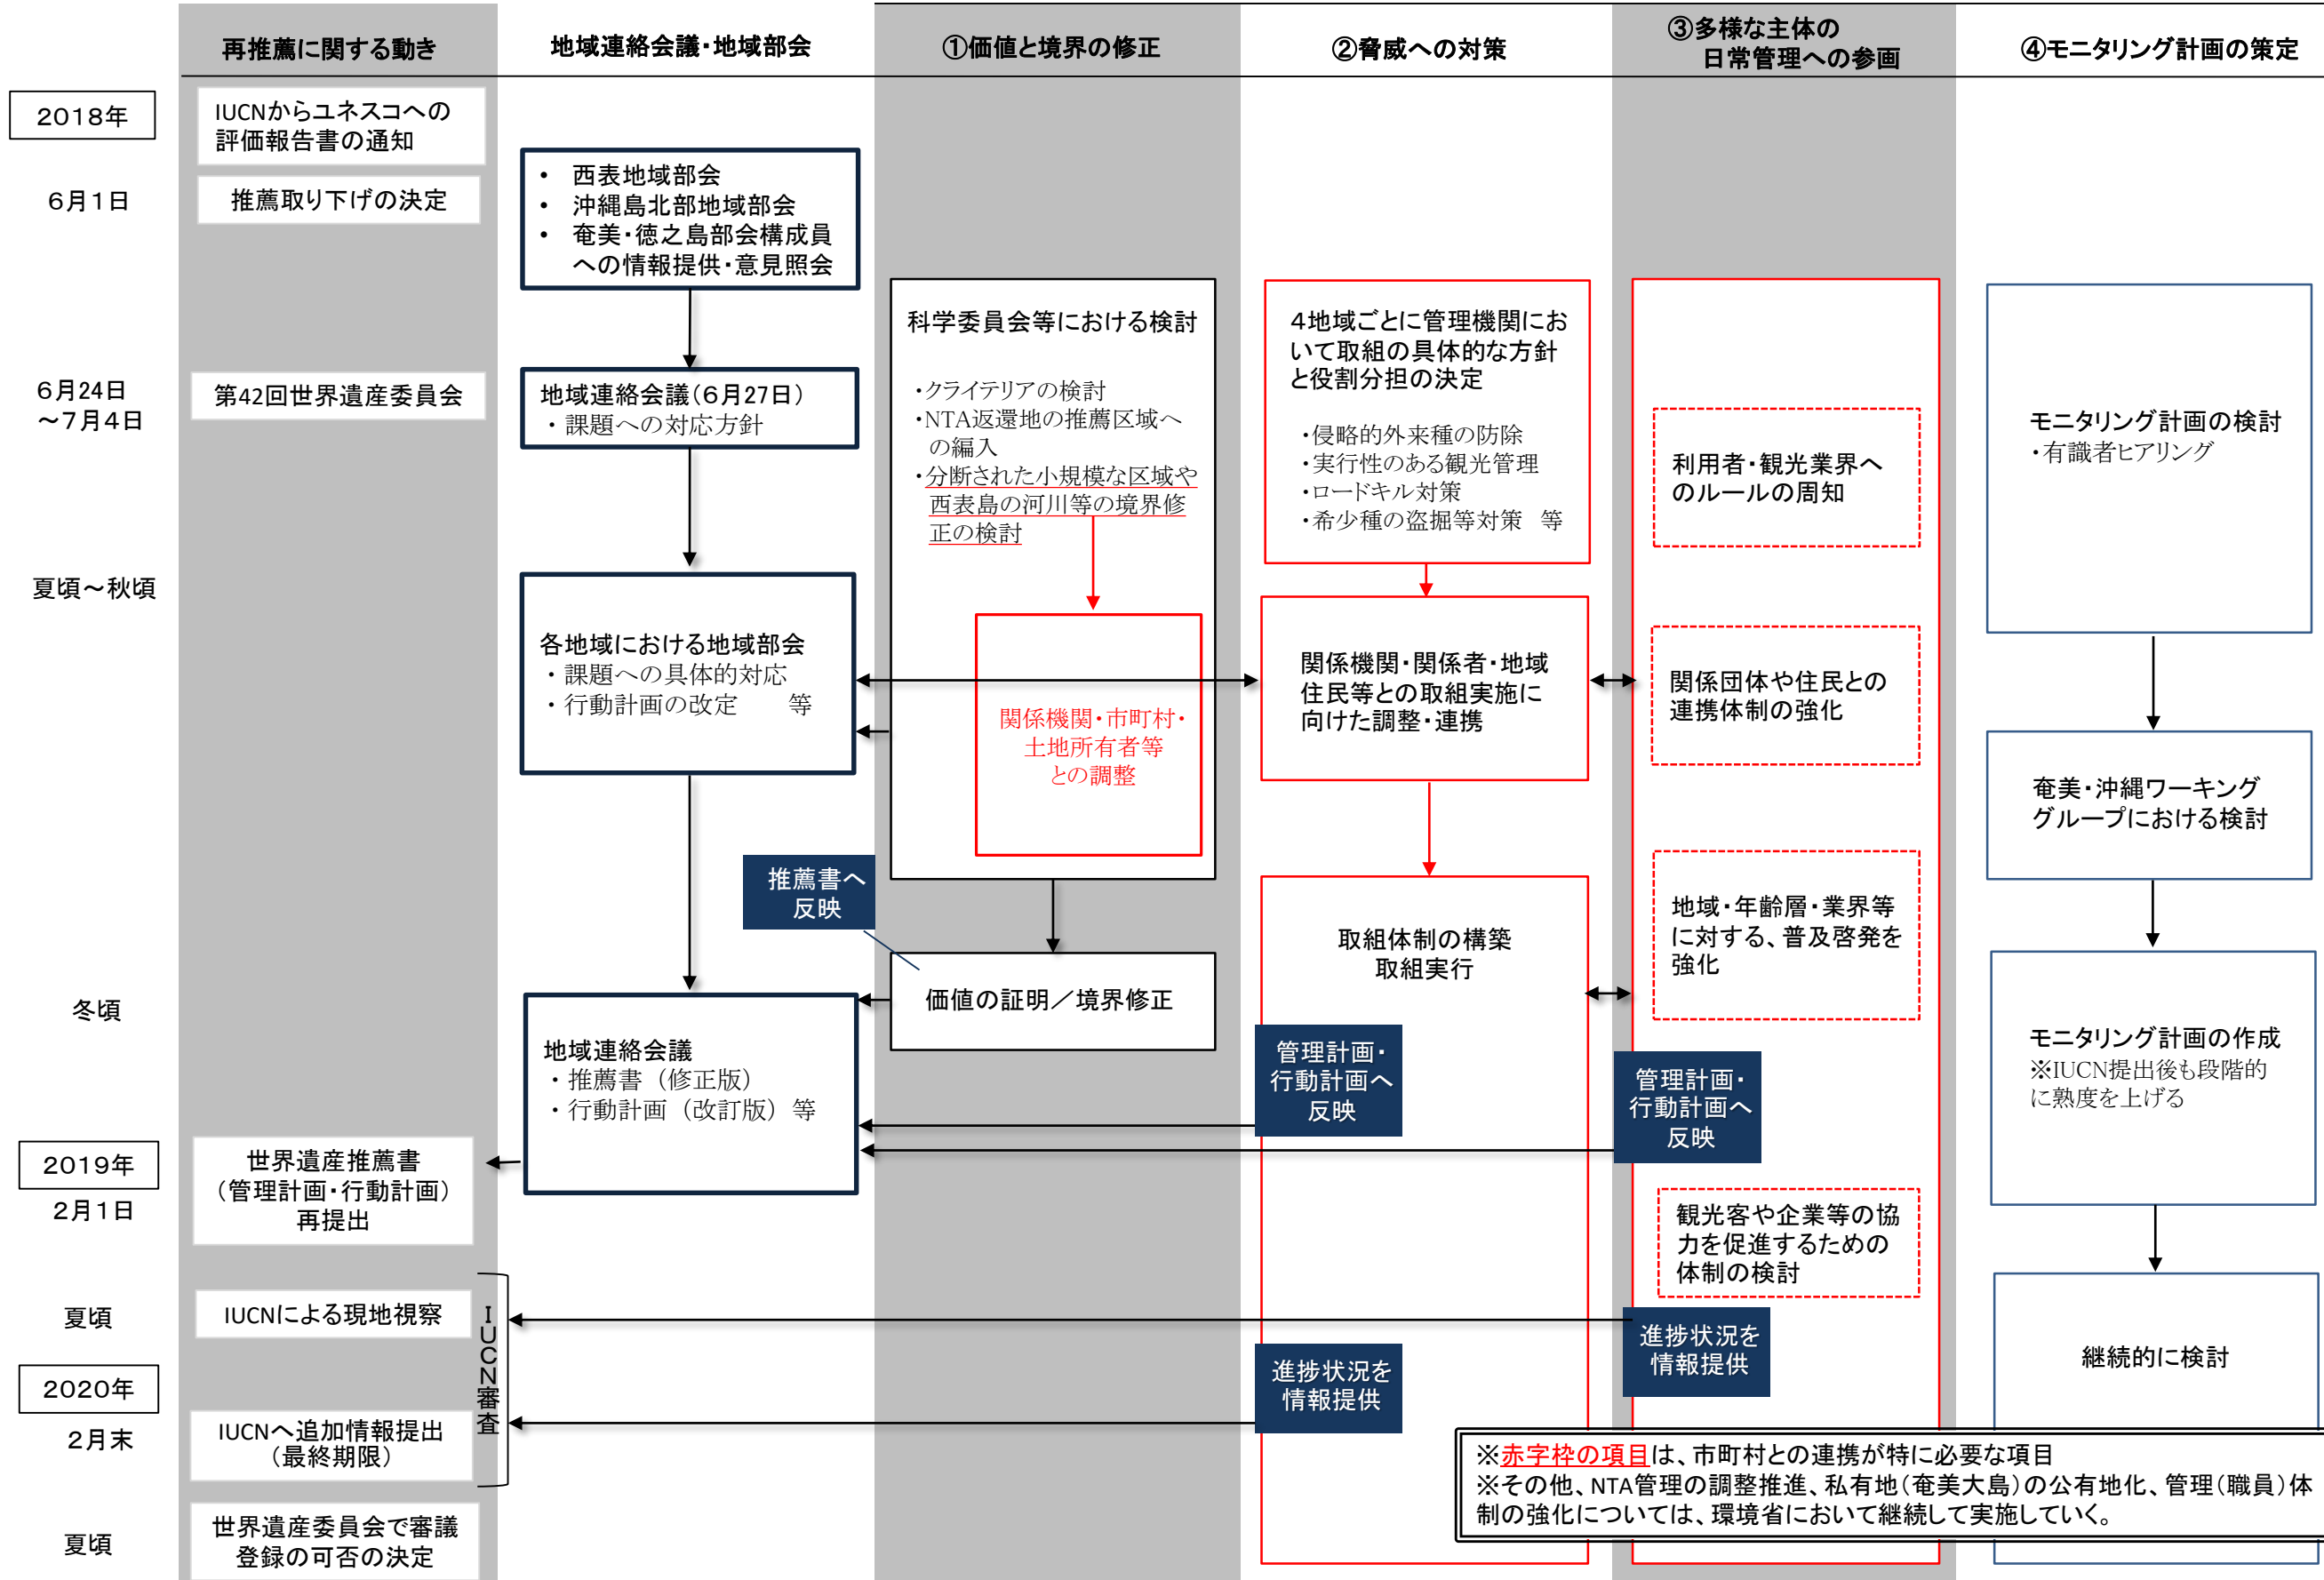 再推薦に関する動き
地域連絡会議・地域部会
①価値と境界の修正
②脅威への対策
③多様な主体の
日常管理への参画
④モニタリング計画の策定
2018年
6月1日
6月24日
～7月4日
夏頃～秋頃
冬頃
2019年
2月1日
夏頃
2020年
2月末
夏頃
IUCNからユネスコへの
評価報告書の通知
推薦取り下げの決定
第42回世界遺産委員会
世界遺産推薦書
（管理計画・行動計画）
再提出
IUCNによる現地視察
IUCNへ追加情報提出
（最終期限）
世界遺産委員会で審議
登録の可否の決定
IUCN審査
• 西表地域部会
• 沖縄島北部地域部会
• 奄美・徳之島部会構成員
への情報提供・意見照会
地域連絡会議（6月27日）
・課題への対応方針
各地域における地域部会
・課題への具体的対応
・行動計画の改定　　等
推薦書へ
反映
地域連絡会議
・推薦書（修正版）
・行動計画（改訂版）等
科学委員会等における検討
・クライテリアの検討
・NTA返還地の推薦区域へ
の編入
・分断された小規模な区域や
西表島の河川等の境界修
正の検討
関係機関・市町村・
土地所有者等
との調整
価値の証明／境界修正
4地域ごとに管理機関にお
いて取組の具体的な方針
と役割分担の決定
・侵略的外来種の防除
・実行性のある観光管理
・ロードキル対策
・希少種の盗掘等対策　等
関係機関・関係者・地域
住民等との取組実施に
向けた調整・連携
取組体制の構築
取組実行
管理計画・
行動計画へ
反映
進捗状況を
情報提供
利用者・観光業界へ
のルールの周知
関係団体や住民との
連携体制の強化
地域・年齢層・業界等
に対する、普及啓発を
強化
管理計画・
行動計画へ
反映
観光客や企業等の協
力を促進するための
体制の検討
進捗状況を
情報提供
モニタリング計画の検討
・有識者ヒアリング
奄美・沖縄ワーキング
グループにおける検討
モニタリング計画の作成
※IUCN提出後も段階的
に熟度を上げる
継続的に検討
※赤字枠の項目は、市町村との連携が特に必要な項目
※その他、NTA管理の調整推進、私有地（奄美大島）の公有地化、管理（職員）体
制の強化については、環境省において継続して実施していく。